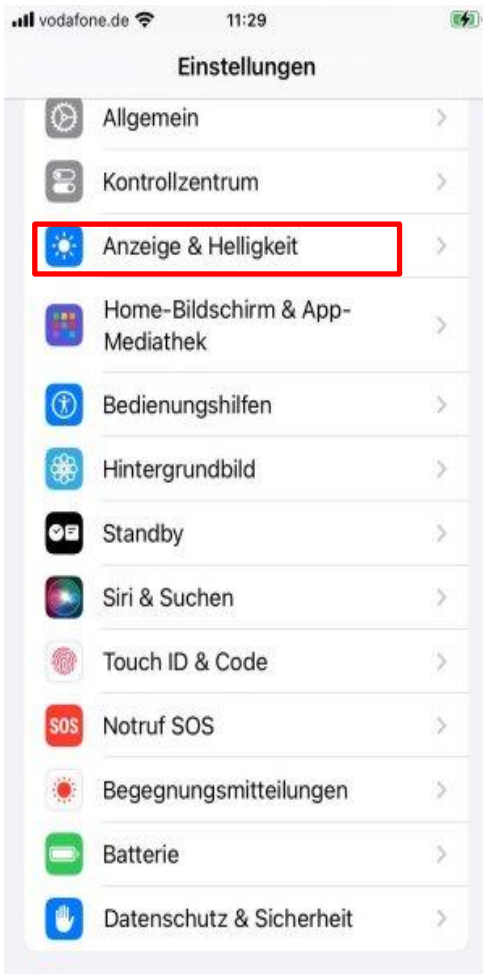 vodafone.de 11:29
Einstellungen
Allgemein
Kontrollzentrum
Anzeige & Helligkeit
Home-Bildschirm & App-
Mediathek
Bedienungshilfen
Hintergrundbild
Standby
Siri & Suchen
Touch ID & Code
SOS Notruf SOS
Begegnungsmitteilungen
Batterie
Datenschutz & Sicherheit